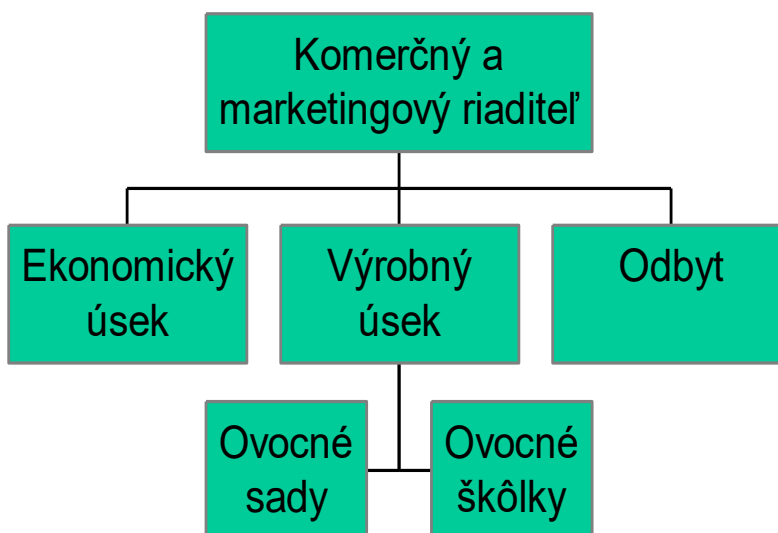 Komerčný a
marketingový riaditeľ
Ekonomický
úsek
Výrobný
úsek
Odbyt
Ovocné
sady
Ovocné
škôlky